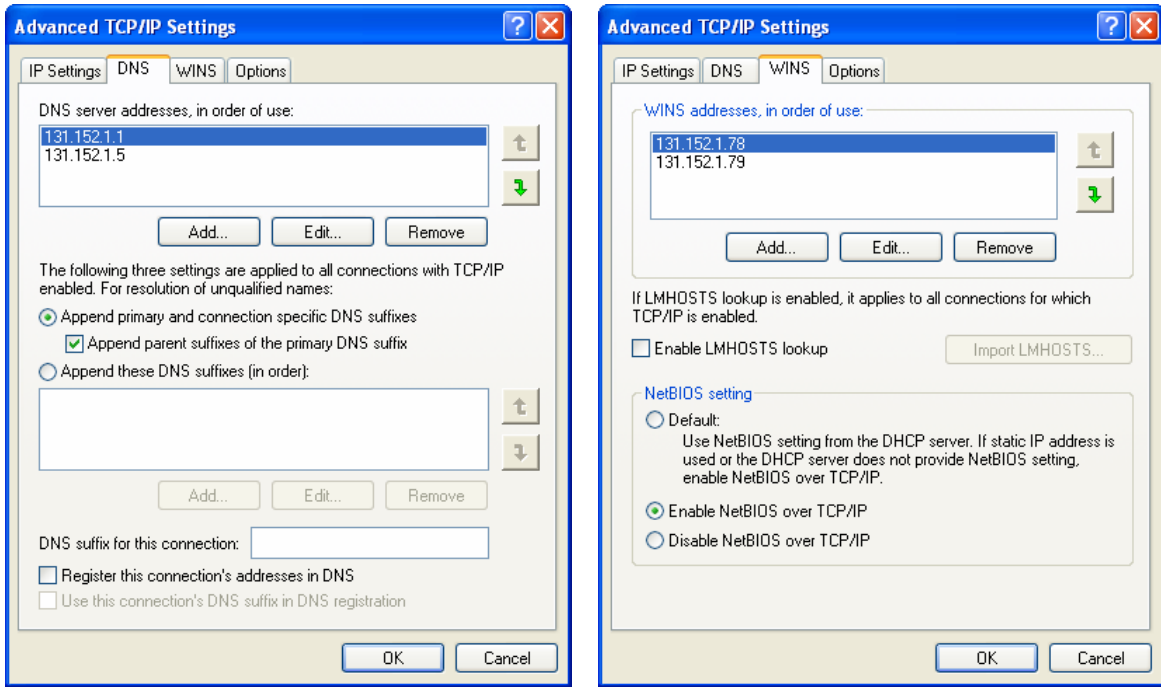 Advanced TCP/IP Settings
IP Settings DNS WINS Options
DNS server addresses, in order of use:
131.152.1.1
131.152.1.5
Add... Edit... Remove
The following three settings are applied to all connections with TCP/IP
enabled. For resolution of unqualified names:
Append primary and connection specific DNS suffixes
Append parent suffixes of the primary DNS suffix
Append these DNS suffixes (in order):
Add... Edit... Remove
DNS suffix for this connection:
Register this connection's addresses in DNS
Use this connection's DNS suffix in DNS registration
OK Cancel
Advanced TCP/IP Settings
IP Settings DNS WINS Options
WINS addresses, in order of use:
131.152.1.78
131.152.1.79
Add... Edit... Remove
If LMHOSTS lookup is enabled, it applies to all connections for which
TCP/IP is enabled.
Enable LMHOSTS lookup Import LMHOSTS...
NetBIOS setting
Default:
Use NetBIOS setting from the DHCP server. If static IP address is
used or the DHCP server does not provide NetBIOS setting,
enable NetBIOS over TCP/IP.
Enable NetBIOS over TCP/IP
Disable NetBIOS over TCP/IP
OK Cancel